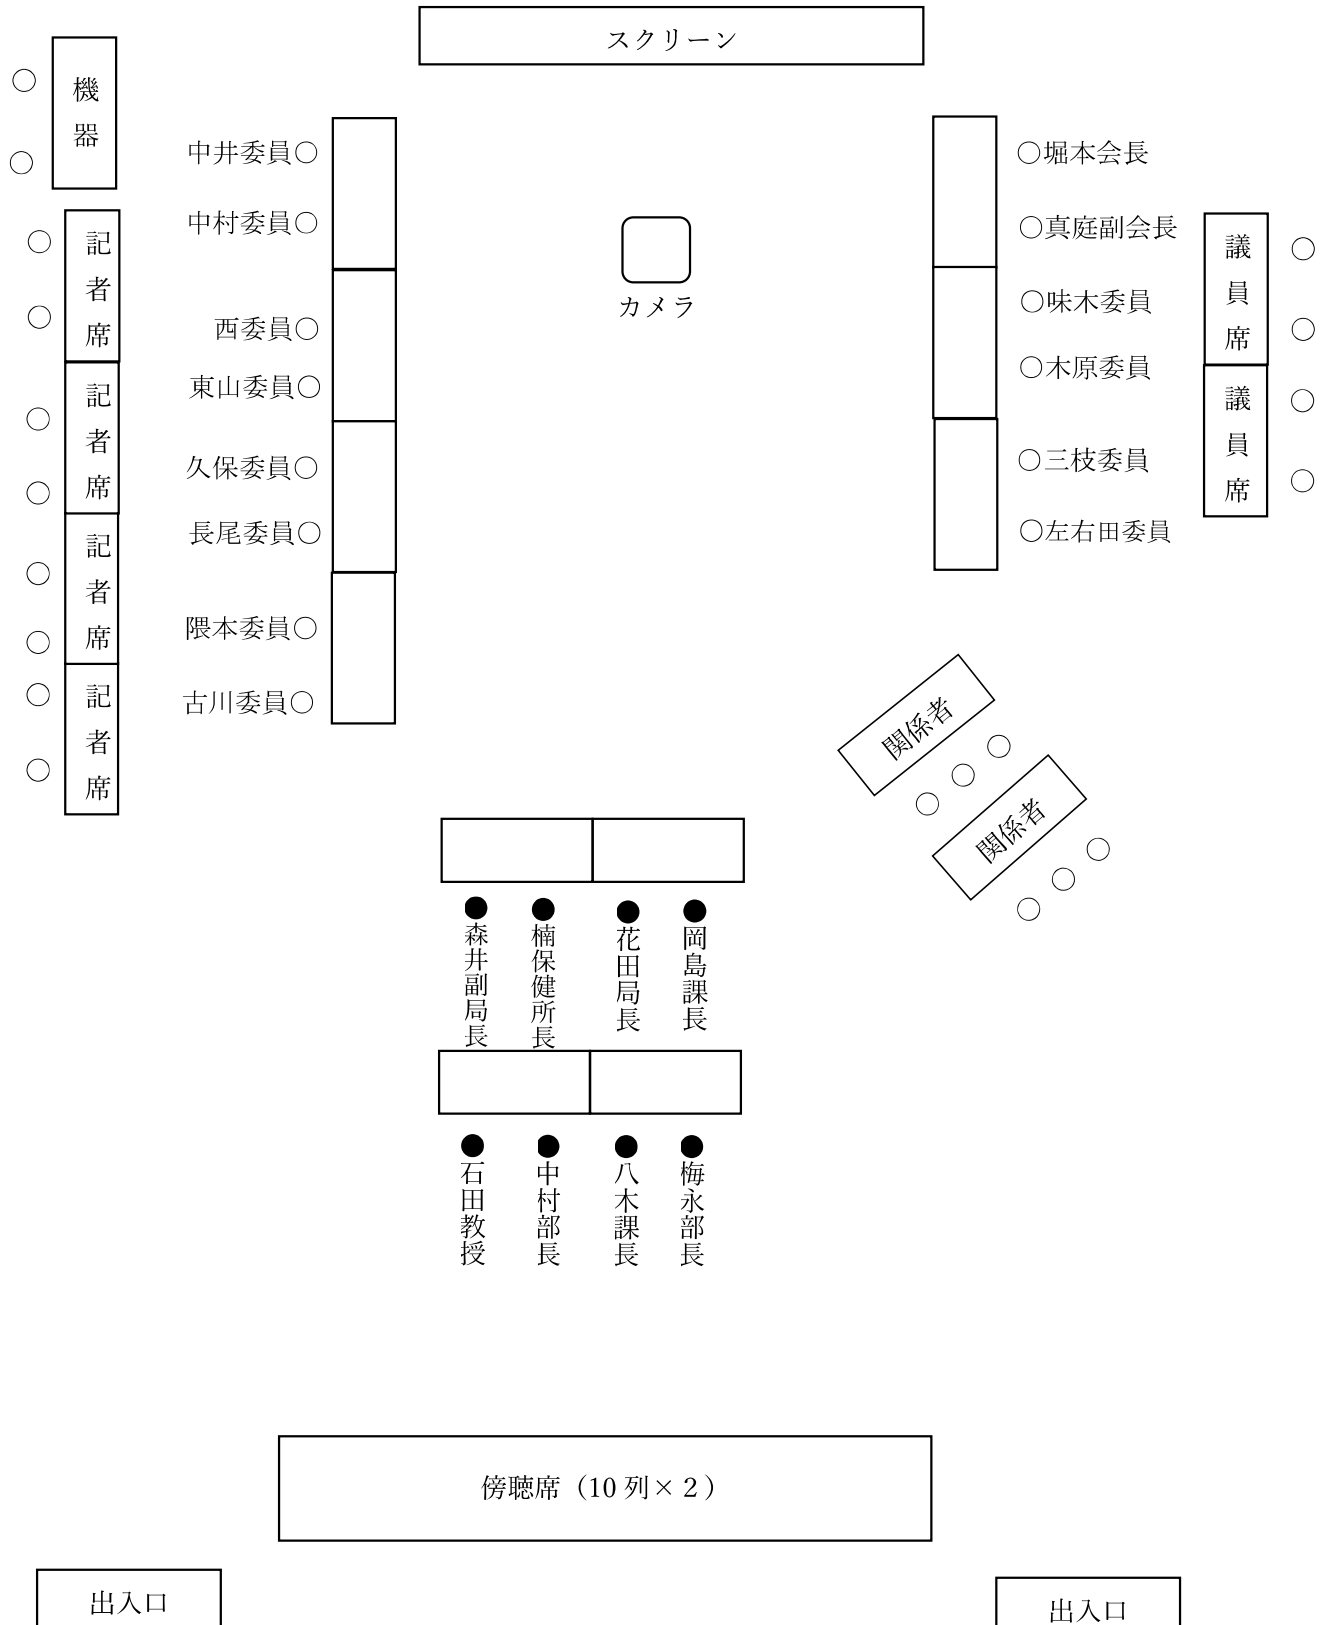 スクリーン
機器
記者席
記者席
記者席
記者席
中井委員○
中村委員○
西委員○
東山委員○
久保委員○
長尾委員○
隈本委員○
古川委員○
カメラ
○堀本会長
○真庭副会長
○味木委員
○木原委員
○三枝委員
○左右田委員
議員席
議員席
関係者
関係者
●森井副局長
●楠保健所長
●花田局長
●岡島課長
●石田教授
●中村部長
●八木課長
●梅永部長
傍聴席（10 列×２）
出入口
出入口